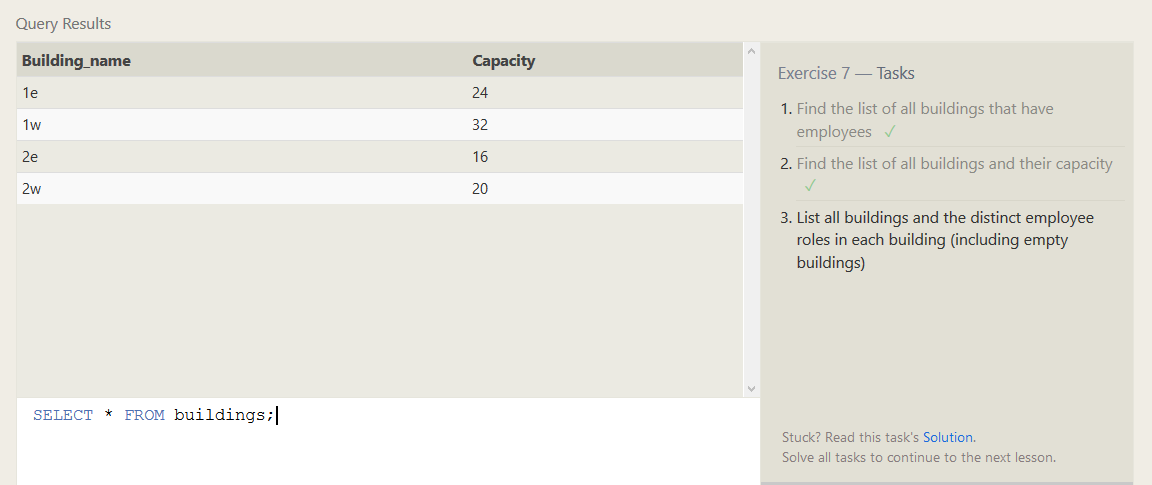 Query Results
Building_name Capacity
1e 24
1w 32
2e 16
2w 20
SELECT * FROM buildings;
Exercise 7 — Tasks
1. Find the list of all buildings that have
employees ✓
2. Find the list of all buildings and their capacity
✓
3. List all buildings and the distinct employee
roles in each building (including empty
buildings)
Stuck? Read this task's Solution.
Solve all tasks to continue to the next lesson.